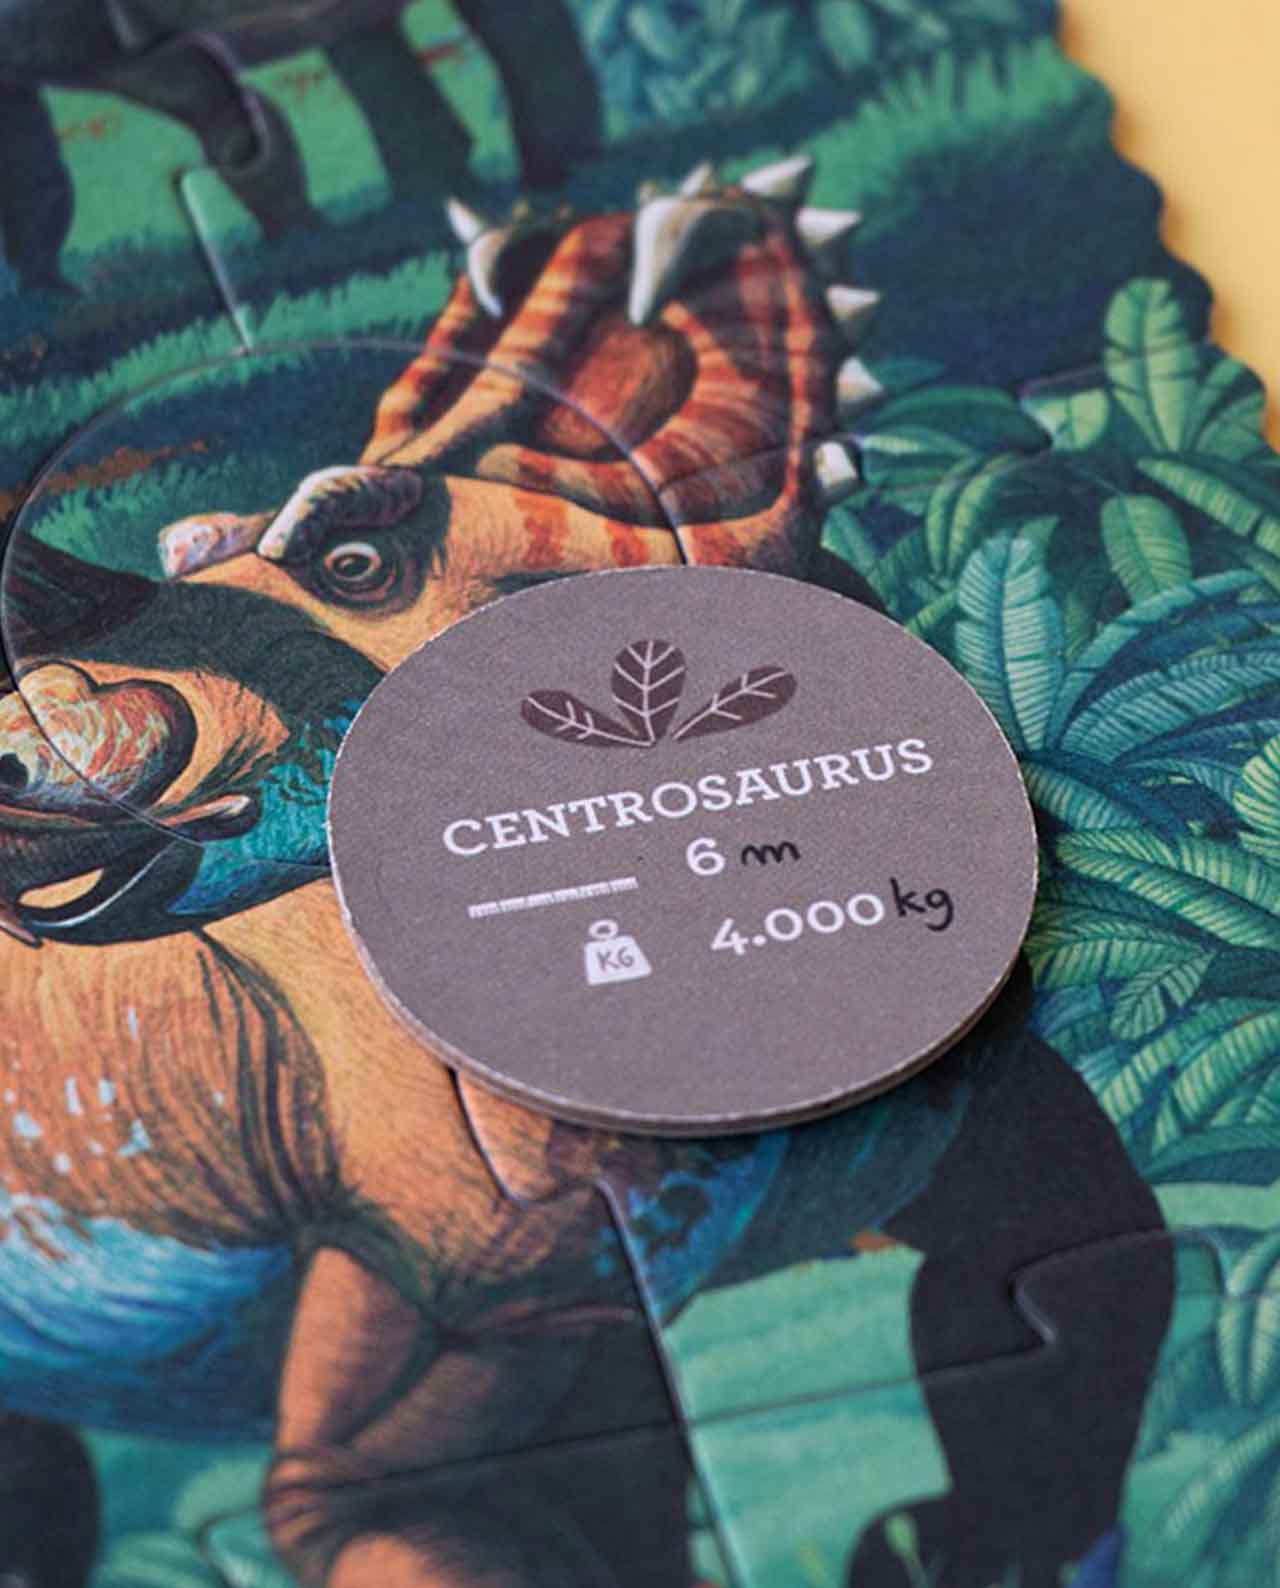 CENTROSAURUS
6 m
KG 4.000 kg